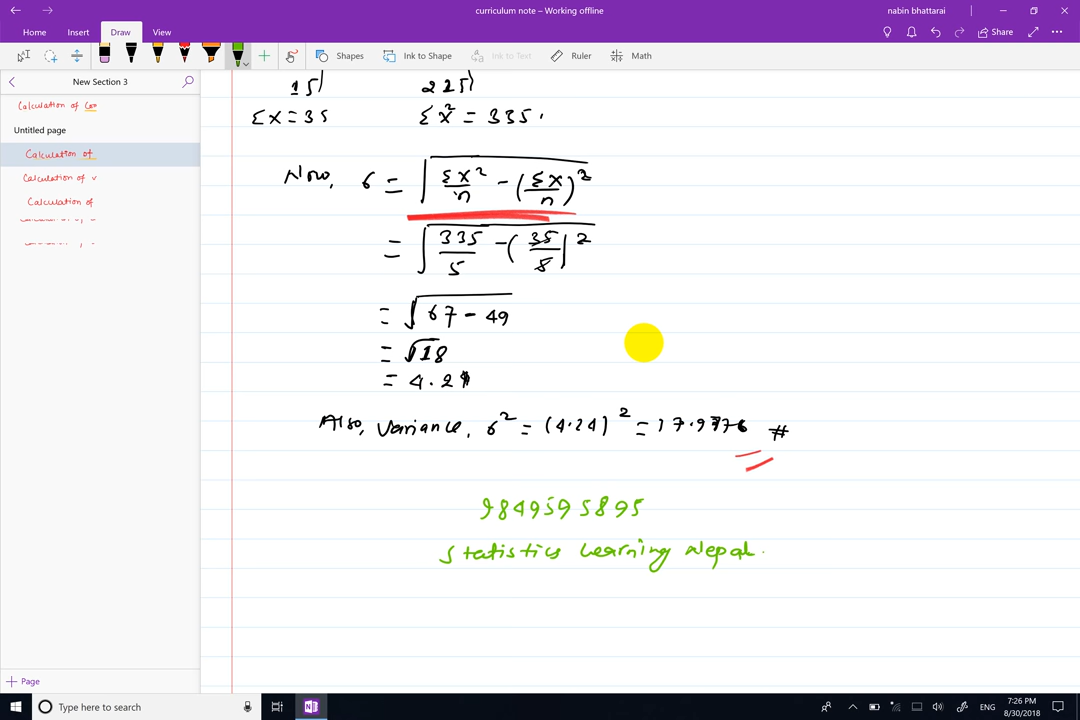 curriculum note – Working offline
nabin bhattarai
Home Insert Draw View
Share
Shapes Ink to Shape Ink to Text Ruler Math
New Section 3
Calculation of Con
Untitled page
Calculation of
Calculation of v
Calculation of
15 225
Σx = 35 Σx² = 335
Now, σ = √(Σx²/n − (Σx/n)²)
= √(335/5 − (35/5)²)
= √(67 − 49)
= √18
= 4.24
Also, Variance, σ² = (4.24)² = 17.9776 #
9849595895
Statistics Learning Nepal.
Page
Type here to search
ENG
7:26 PM
8/30/2018